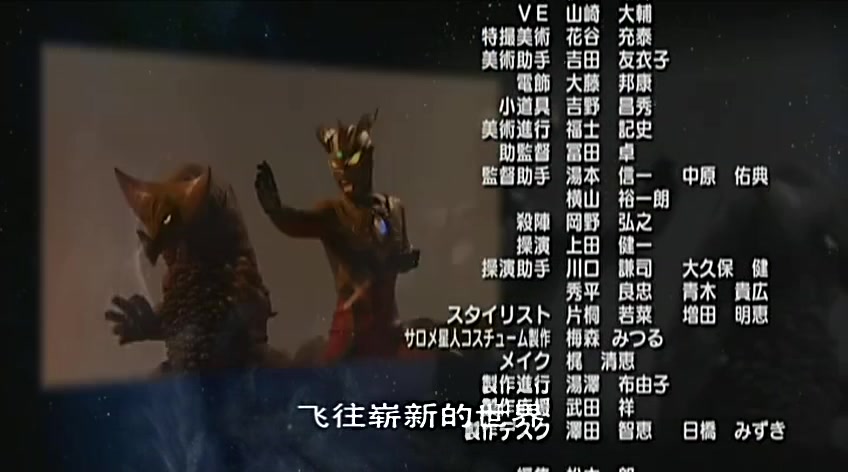 VE 山崎 大輔
特撮美術 花谷 充泰
美術助手 吉田 友衣子
電飾 大藤 邦康
小道具 吉野 昌秀
美術進行 福士 記史
助監督 冨田 卓
監督助手 湯本 信一 中原 佑典
横山 裕一朗
殺陣 岡野 弘之
操演 上田 健一
操演助手 川口 謙司 大久保 健
秀平 良忠 青木 貴広
スタイリスト 片桐 若菜 増田 明恵
サロメ星人コスチューム製作 梅森 みつる
メイク 梶 清恵
製作進行 湯澤 布由子
武田 祥
飞往崭新的世界
製作デスク 澤田 智恵 日橋 みずき